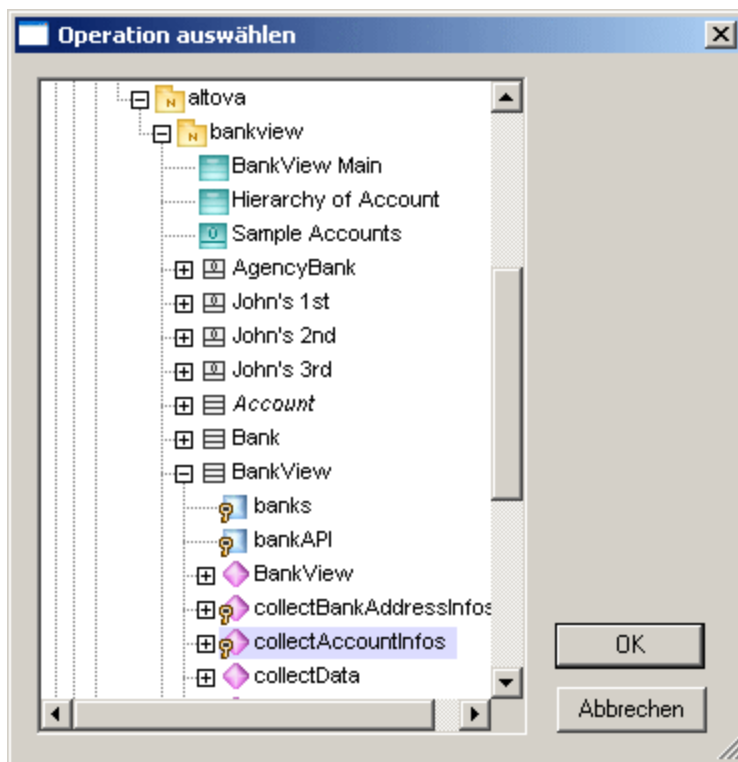 Operation auswählen
altova
bankview
BankView Main
Hierarchy of Account
Sample Accounts
AgencyBank
John's 1st
John's 2nd
John's 3rd
Account
Bank
BankView
banks
bankAPI
BankView
collectBankAddressInfos
collectAccountInfos
collectData
OK
Abbrechen